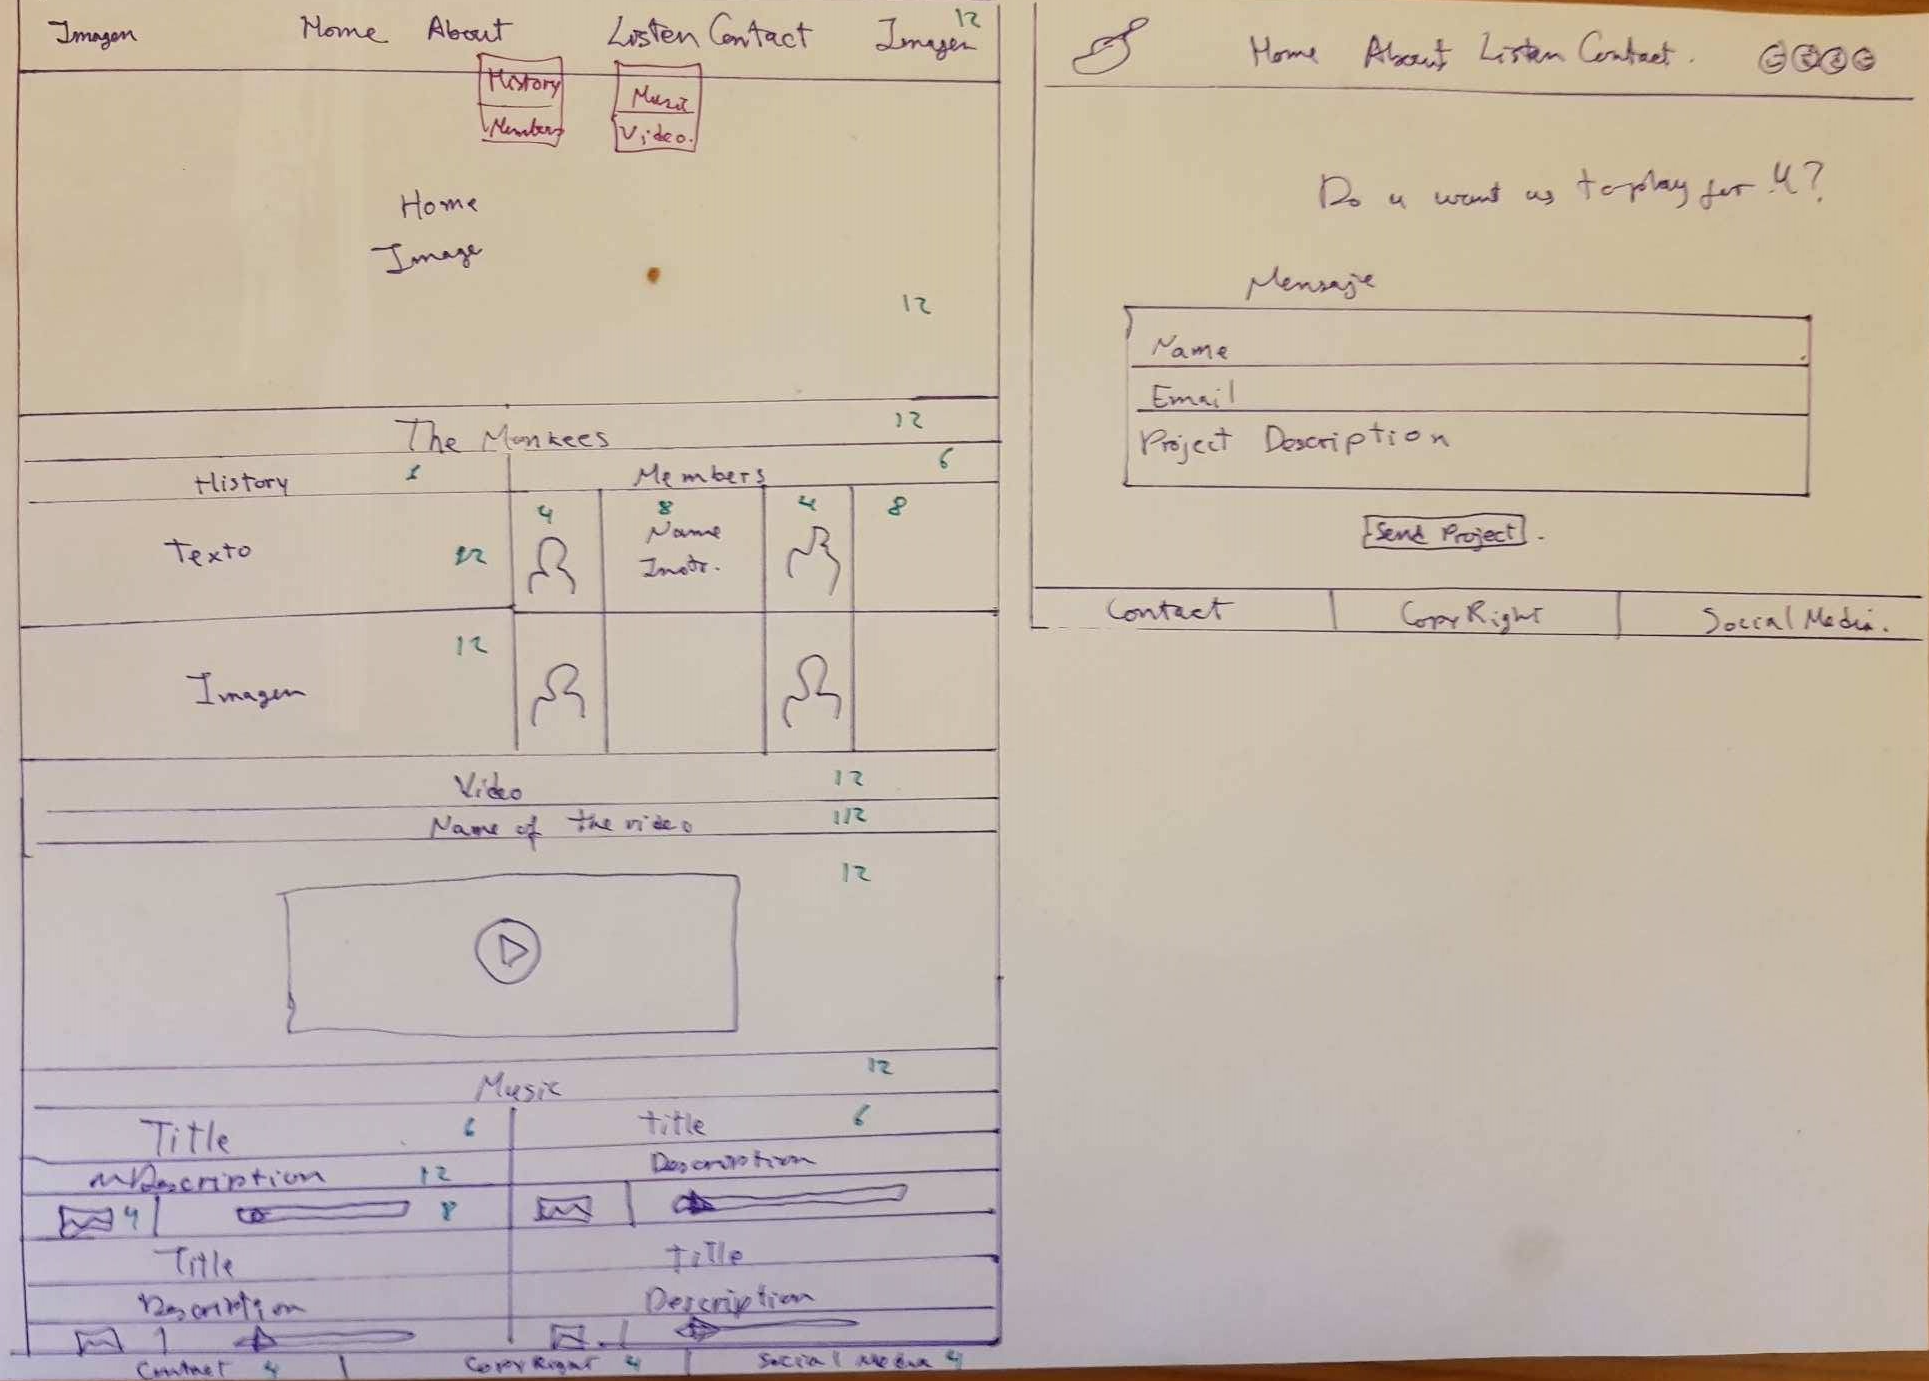 Imagen Home About Listen Contact Imagen 12
History
Members
Music
Video.
Home
Image
12
The Monkees 12
History Members 6
Texto
4 8 4 8
Name
Instr.
12
Imagen
Video 12
Name of the video 12
12
Music 12
Title 6 title 6
Description 12 Description
4 8
Title Title
Description Description
Contact 4 CopyRight 4 Social Media 4
Home About Listen Contact.
Do u want us to play for U?
Mensaje
Name
Email
Project Description
Send Project.
Contact CopyRight Social Media.